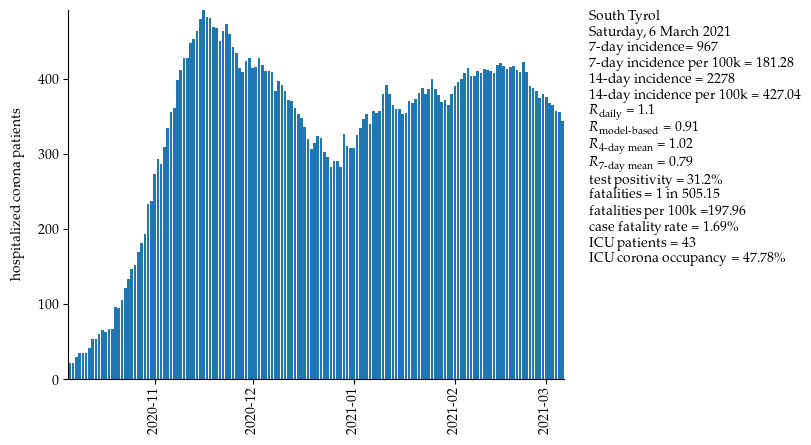 South Tyrol
Saturday, 6 March 2021
7-day incidence= 967
7-day incidence per 100k = 181.28
14-day incidence = 2278
14-day incidence per 100k = 427.04
R_daily = 1.1
R_model-based = 0.91
R_4-day mean = 1.02
R_7-day mean = 0.79
test positivity = 31.2%
fatalities = 1 in 505.15
fatalities per 100k =197.96
case fatality rate = 1.69%
ICU patients = 43
ICU corona occupancy = 47.78%
hospitalized corona patients
400
300
200
100
0
2020-11
2020-12
2021-01
2021-02
2021-03